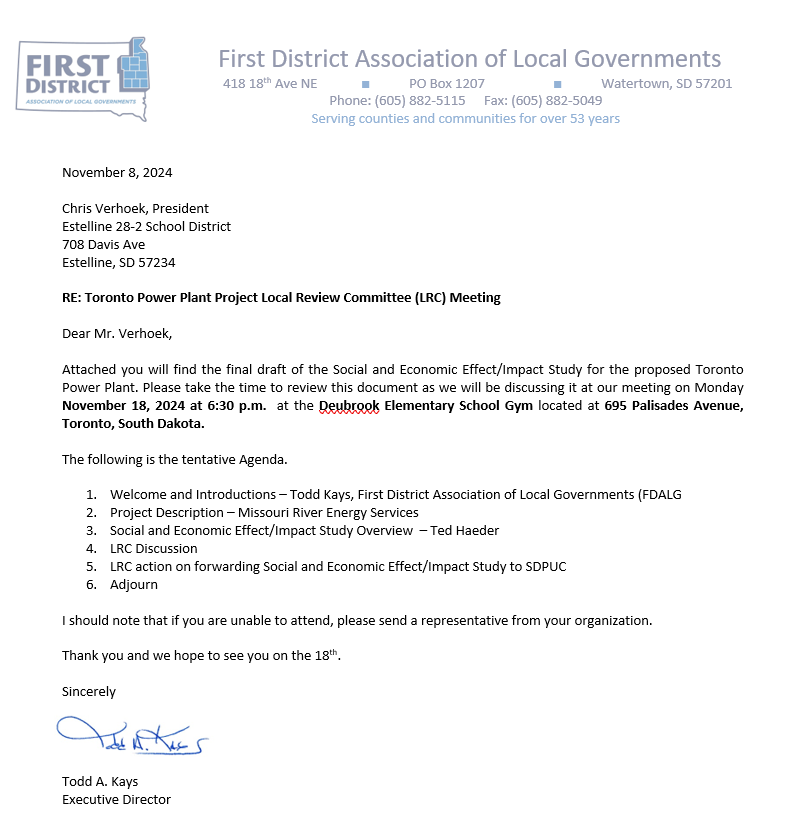 FIRST
DISTRICT
ASSOCIATION OF LOCAL GOVERNMENTS
First District Association of Local Governments
418 18th Ave NE ■ PO Box 1207 ■ Watertown, SD 57201
Phone: (605) 882-5115 Fax: (605) 882-5049
Serving counties and communities for over 53 years
November 8, 2024
Chris Verhoek, President
Estelline 28-2 School District
708 Davis Ave
Estelline, SD 57234
RE: Toronto Power Plant Project Local Review Committee (LRC) Meeting
Dear Mr. Verhoek,
Attached you will find the final draft of the Social and Economic Effect/Impact Study for the proposed Toronto
Power Plant. Please take the time to review this document as we will be discussing it at our meeting on Monday
November 18, 2024 at 6:30 p.m. at the Deubrook Elementary School Gym located at 695 Palisades Avenue,
Toronto, South Dakota.
The following is the tentative Agenda.
1. Welcome and Introductions – Todd Kays, First District Association of Local Governments (FDALG
2. Project Description – Missouri River Energy Services
3. Social and Economic Effect/Impact Study Overview – Ted Haeder
4. LRC Discussion
5. LRC action on forwarding Social and Economic Effect/Impact Study to SDPUC
6. Adjourn
I should note that if you are unable to attend, please send a representative from your organization.
Thank you and we hope to see you on the 18th.
Sincerely
Todd A. Kays
Todd A. Kays
Executive Director